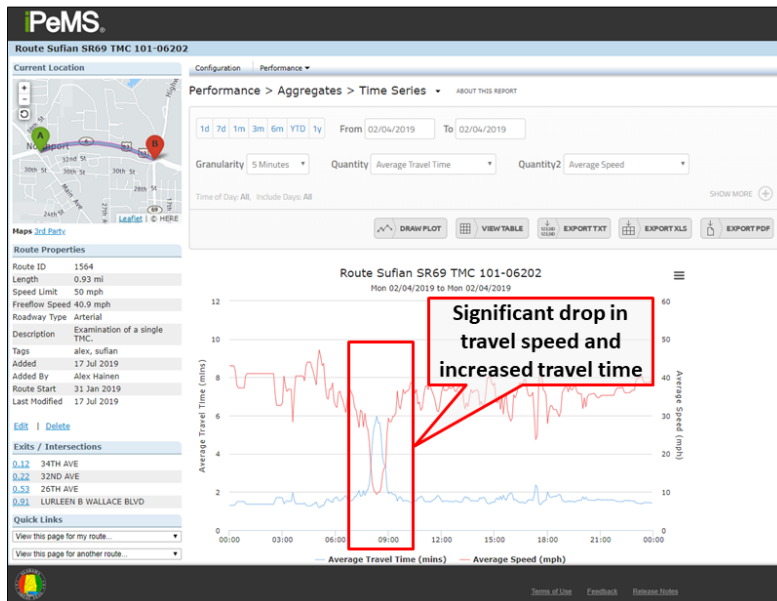 iPeMS.
Route Sufian SR69 TMC 101-06202
Current Location
Configuration Performance
Performance > Aggregates > Time Series ABOUT THIS REPORT
1d 7d 1m 3m 6m YTD 1y From 02/04/2019 To 02/04/2019
Granularity 5 Minutes Quantity Average Travel Time Quantity2 Average Speed
Time of Day: All, Include Days: All
SHOW MORE
DRAW PLOT VIEW TABLE EXPORT TXT EXPORT XLS EXPORT PDF
A
B
Northport
32nd St
30th St 30th St 30th St
28th St
Main Ave
24th St
27th A
17th
69
Leaflet | © HERE
Maps 3rd Party
Route Properties
Route ID 1564
Length 0.93 mi
Speed Limit 50 mph
Freeflow Speed 40.9 mph
Roadway Type Arterial
Description Examination of a single TMC.
Tags alex, sufian
Added 17 Jul 2019
Added By Alex Hainen
Route Start 31 Jan 2019
Last Modified 17 Jul 2019
Edit | Delete
Exits / Intersections
0.12 34TH AVE
0.22 32ND AVE
0.53 26TH AVE
0.91 LURLEEN B WALLACE BLVD
Quick Links
View this page for my route...
View this page for another route...
Route Sufian SR69 TMC 101-06202
Mon 02/04/2019 to Mon 02/04/2019
Significant drop in
travel speed and
increased travel time
Average Travel Time (mins)
12
10
8
6
4
2
0
60
50
40
30
20
10
0
Average Speed (mph)
00:00 03:00 06:00 09:00 12:00 15:00 18:00 21:00 00:00
Average Travel Time (mins) Average Speed (mph)
Terms of Use Feedback Release Notes